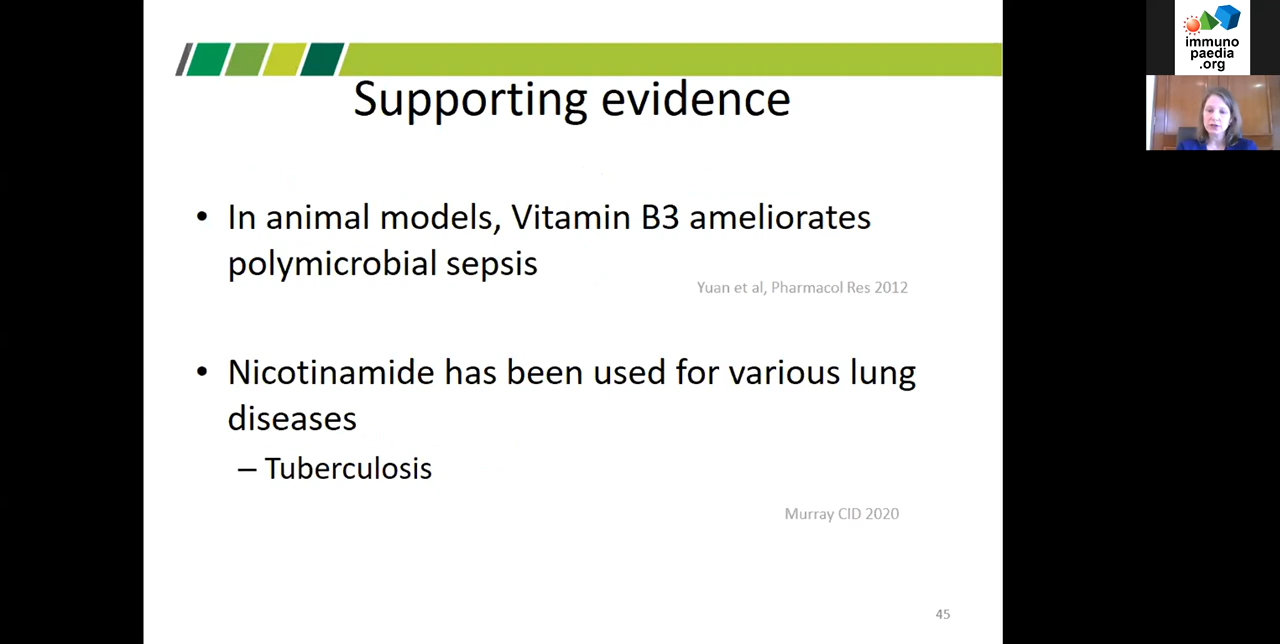 immuno
paedia
.org
Supporting evidence
• In animal models, Vitamin B3 ameliorates
polymicrobial sepsis
Yuan et al, Pharmacol Res 2012
• Nicotinamide has been used for various lung
diseases
– Tuberculosis
Murray CID 2020
45